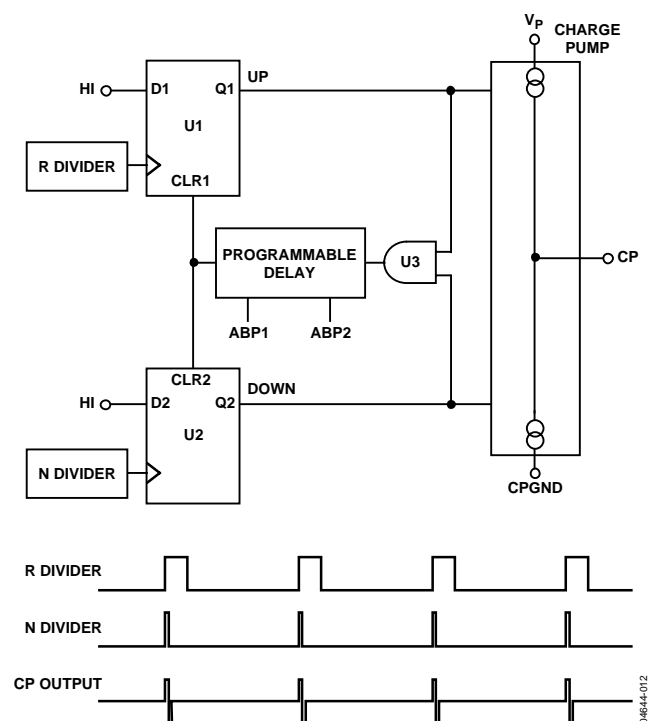 VP
CHARGE
PUMP
HI
D1
Q1
UP
U1
R DIVIDER
CLR1
PROGRAMMABLE
DELAY
U3
CP
ABP1
ABP2
CLR2
DOWN
HI
D2
Q2
U2
N DIVIDER
CPGND
R DIVIDER
N DIVIDER
CP OUTPUT
04644-012